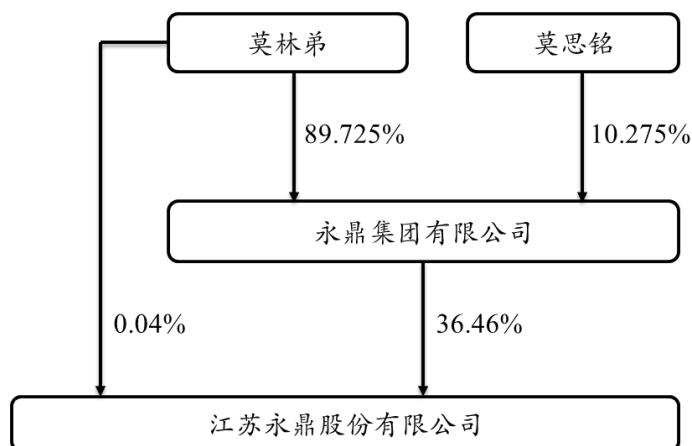 莫林弟
莫思铭
89.725%
10.275%
永鼎集团有限公司
0.04%
36.46%
江苏永鼎股份有限公司